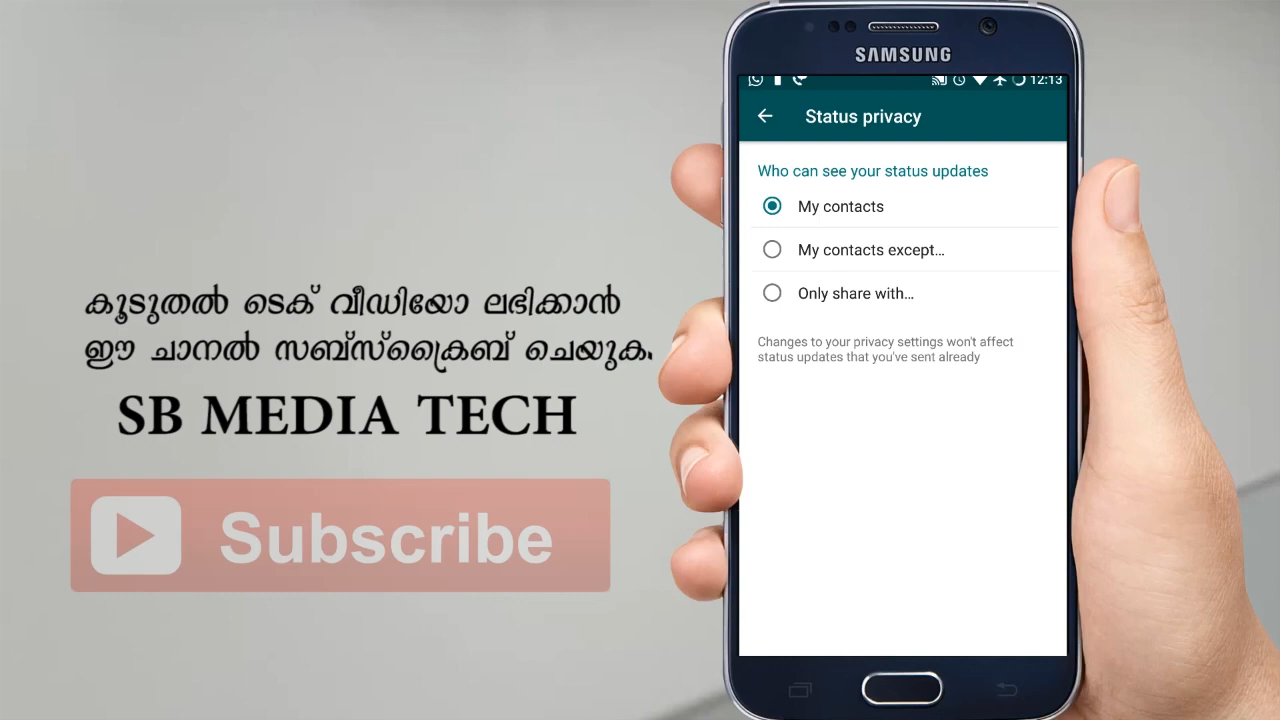 കൂടുതൽ ടെക് വീഡിയോ ലഭിക്കാൻ
ഈ ചാനൽ സബ്സ്ക്രൈബ് ചെയുക.
SB MEDIA TECH
Subscribe
SAMSUNG
12:13
Status privacy
Who can see your status updates
My contacts
My contacts except...
Only share with...
Changes to your privacy settings won't affect
status updates that you've sent already